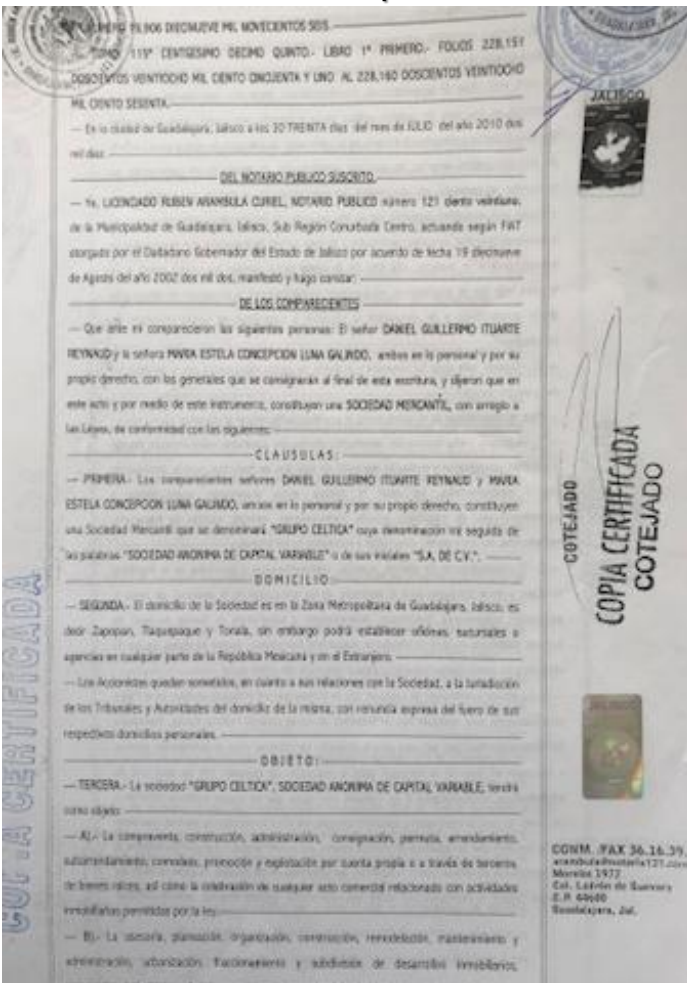 NUMERO 19,906 DIECINUEVE MIL NOVECIENTOS SEIS.
TOMO 115° CENTESIMO DECIMO QUINTO.- LIBRO 1° PRIMERO.- FOLIOS 228,151
DOSCIENTOS VEINTIOCHO MIL CIENTO CINCUENTA Y UNO AL 228,160 DOSCIENTOS VEINTIOCHO
MIL CIENTO SESENTA.
— En la ciudad de Guadalajara, Jalisco a los 30 TREINTA días del mes de JULIO del año 2010 dos
mil diez.
DEL NOTARIO PUBLICO SUSCRITO
— Yo, LICENCIADO RUBEN ARAMBULA CURIEL, NOTARIO PUBLICO número 121 ciento veintiuno,
de la Municipalidad de Guadalajara, Jalisco, Sub Región Conurbada Centro, actuando según FIAT
otorgado por el Ciudadano Gobernador del Estado de Jalisco por acuerdo de fecha 19 diecinueve
de Agosto del año 2002 dos mil dos, manifiesto y hago constar:
DE LOS COMPARECIENTES
— Que ante mí comparecieron las siguientes personas: El señor DANIEL GUILLERMO ITUARTE
REYNAUD y la señora MARIA ESTELA CONCEPCION LUNA GALINDO, ambos en lo personal y por su
propio derecho, con los generales que se consignarán al final de esta escritura, y dijeron que en
este acto y por medio de este instrumento, constituyen una SOCIEDAD MERCANTIL, con arreglo a
las Leyes, de conformidad con las siguientes:
CLAUSULAS:
— PRIMERA.- Los comparecientes señores DANIEL GUILLERMO ITUARTE REYNAUD y MARIA
ESTELA CONCEPCION LUNA GALINDO, ambos en lo personal y por su propio derecho, constituyen
una Sociedad Mercantil que se denominará "GRUPO CELTICA" cuya denominación irá seguida de
las palabras "SOCIEDAD ANONIMA DE CAPITAL VARIABLE" o de sus iniciales "S.A. DE C.V.".
DOMICILIO:
— SEGUNDA.- El domicilio de la Sociedad es en la Zona Metropolitana de Guadalajara, Jalisco, es
decir Zapopan, Tlaquepaque y Tonala, sin embargo podrá establecer oficinas, sucursales o
agencias en cualquier parte de la República Mexicana y en el Extranjero.
— Los Accionistas quedan sometidos, en cuanto a sus relaciones con la Sociedad, a la Jurisdicción
de los Tribunales y Autoridades del domicilio de la misma, con renuncia expresa del fuero de sus
respectivos domicilios personales.
OBJETO:
— TERCERA.- La sociedad "GRUPO CELTICA", SOCIEDAD ANONIMA DE CAPITAL VARIABLE, tendrá
como objeto:
— A).- La compraventa, construcción, administración, consignación, permuta, arrendamiento,
subarrendamiento, comodato, promoción y explotación por cuenta propia o a través de terceros
de bienes raíces, así como la celebración de cualquier acto comercial relacionado con actividades
inmobiliarias permitidas por la ley.
— B).- La asesoría, planeación, organización, construcción, remodelación, mantenimiento y
administración, urbanización, fraccionamiento y subdivisión de desarrollos inmobiliarios,
JALISCO
COTEJADO
COPIA CERTIFICADA
COTEJADO
JALISCO
CONM. /FAX 36.16.39.
Morelos 1977
Col. Ladrón de Guevara
C.P. 44600
Guadalajara, Jal.
COPIA CERTIFICADA